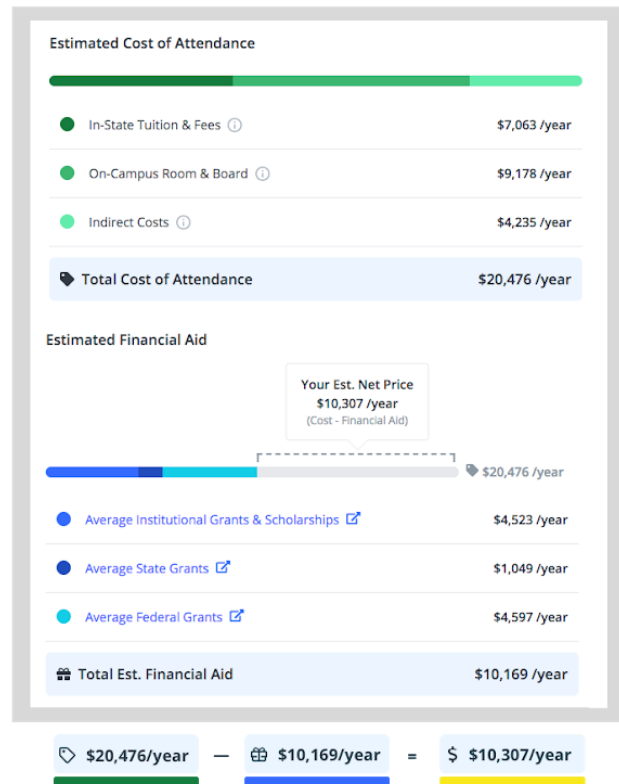 Estimated Cost of Attendance
In-State Tuition & Fees
$7,063 /year
On-Campus Room & Board
$9,178 /year
Indirect Costs
$4,235 /year
Total Cost of Attendance
$20,476 /year
Estimated Financial Aid
Your Est. Net Price
$10,307 /year
(Cost - Financial Aid)
$20,476 /year
Average Institutional Grants & Scholarships
$4,523 /year
Average State Grants
$1,049 /year
Average Federal Grants
$4,597 /year
Total Est. Financial Aid
$10,169 /year
$20,476/year — $10,169/year = $ $10,307/year